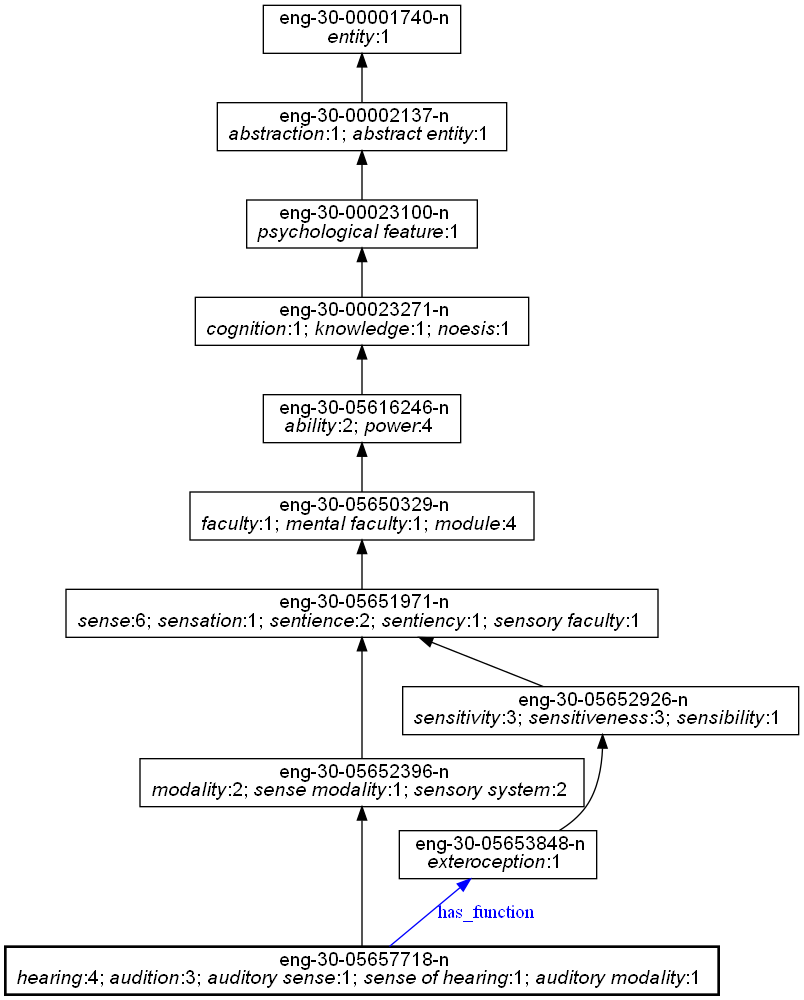 eng-30-00001740-n
entity:1
eng-30-00002137-n
abstraction:1; abstract entity:1
eng-30-00023100-n
psychological feature:1
eng-30-00023271-n
cognition:1; knowledge:1; noesis:1
eng-30-05616246-n
ability:2; power:4
eng-30-05650329-n
faculty:1; mental faculty:1; module:4
eng-30-05651971-n
sense:6; sensation:1; sentience:2; sentiency:1; sensory faculty:1
eng-30-05652926-n
sensitivity:3; sensitiveness:3; sensibility:1
eng-30-05652396-n
modality:2; sense modality:1; sensory system:2
eng-30-05653848-n
exteroception:1
has_function
eng-30-05657718-n
hearing:4; audition:3; auditory sense:1; sense of hearing:1; auditory modality:1